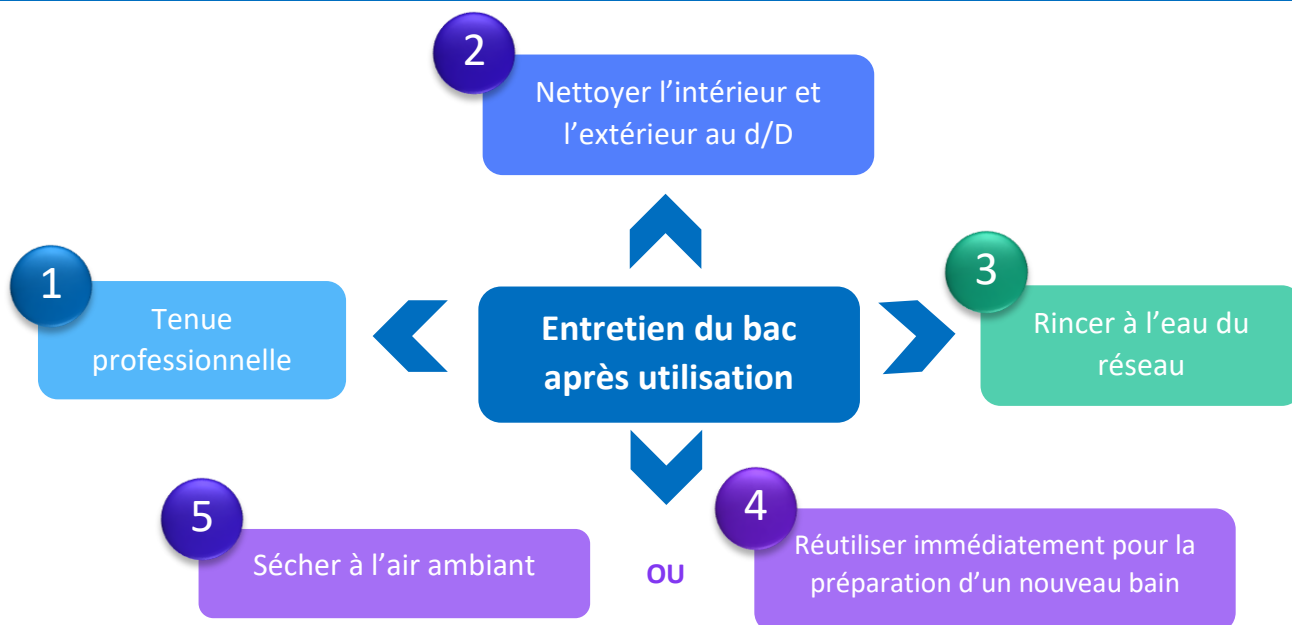 2
Nettoyer l’intérieur et
l’extérieur au d/D
1
Tenue
professionnelle
Entretien du bac
après utilisation
3
Rincer à l’eau du
réseau
5
Sécher à l’air ambiant
OU
4
Réutiliser immédiatement pour la
préparation d’un nouveau bain